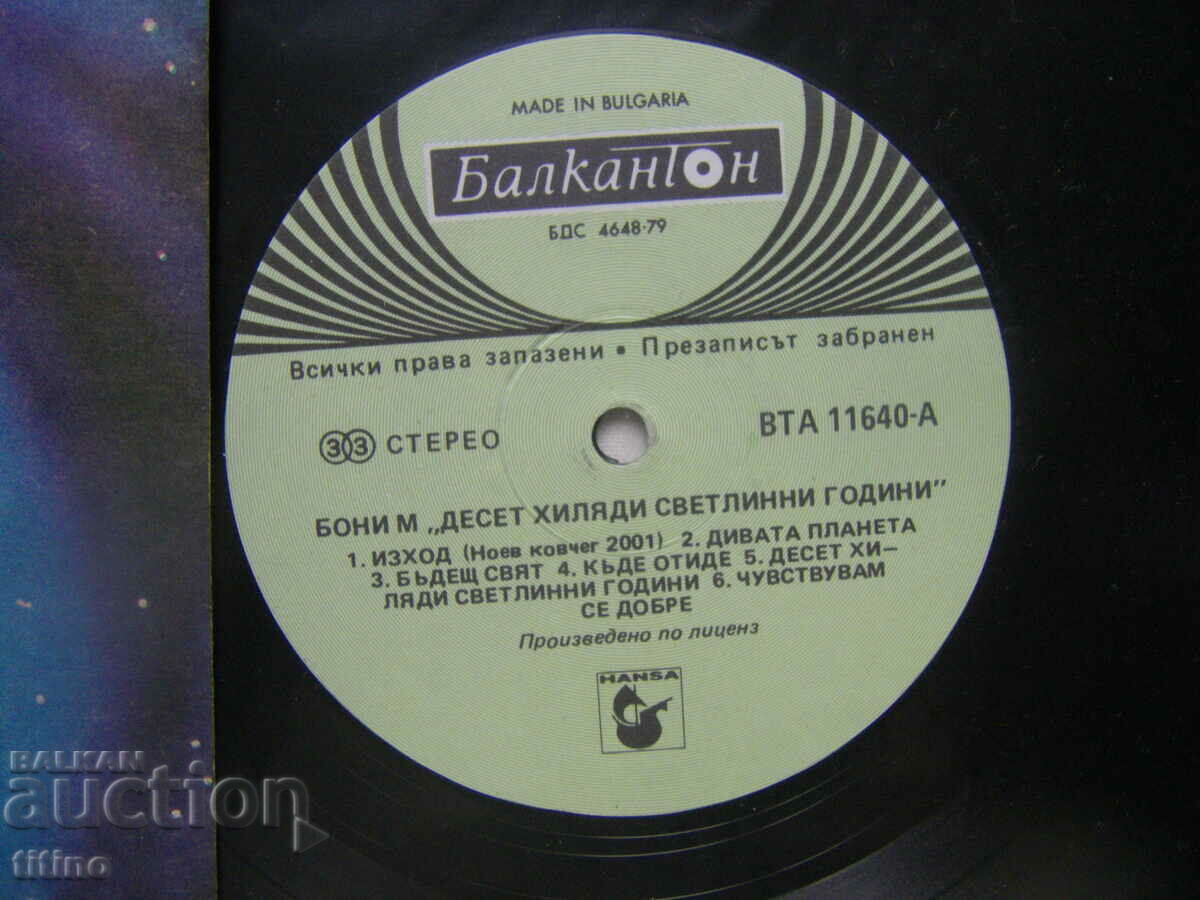 MADE IN BULGARIA
Балкантон
БДС 4648-79
Всички права запазени • Презаписът забранен
33 СТЕРЕО
ВТА 11640-А
БОНИ М „ДЕСЕТ ХИЛЯДИ СВЕТЛИННИ ГОДИНИ”
1. ИЗХОД (Ноев ковчег 2001) 2. ДИВАТА ПЛАНЕТА
3. БЪДЕЩ СВЯТ 4. КЪДЕ ОТИДЕ 5. ДЕСЕТ ХИ-
ЛЯДИ СВЕТЛИННИ ГОДИНИ 6. ЧУВСТВУВАМ
СЕ ДОБРЕ
Произведено по лиценз
HANSA
BALKAN
auction
titino